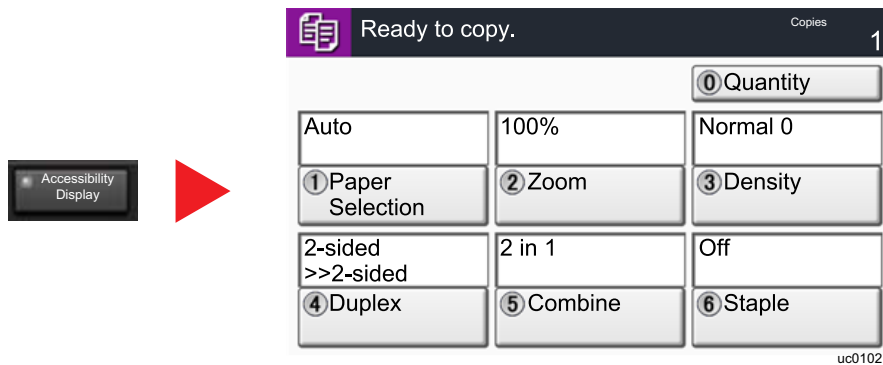 Ready to copy.
Copies
1
0 Quantity
Auto
100%
Normal 0
Accessibility
Display
1 Paper
Selection
2 Zoom
3 Density
2-sided
>>2-sided
2 in 1
Off
4 Duplex
5 Combine
6 Staple
uc0102